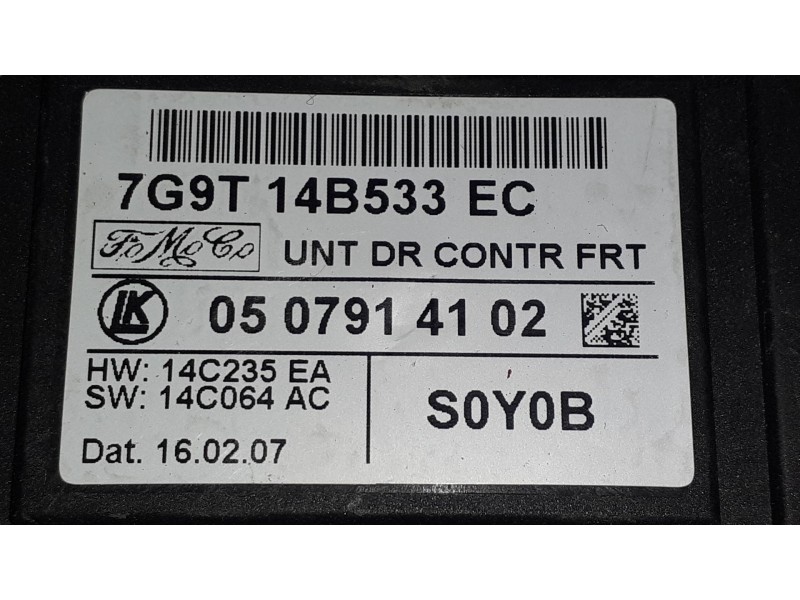 7G9T 14B533 EC
FoMoCo
UNT DR CONTR FRT
LK
05 0791 41 02
HW: 14C235 EA
SW: 14C064 AC
Dat. 16.02.07
S0Y0B